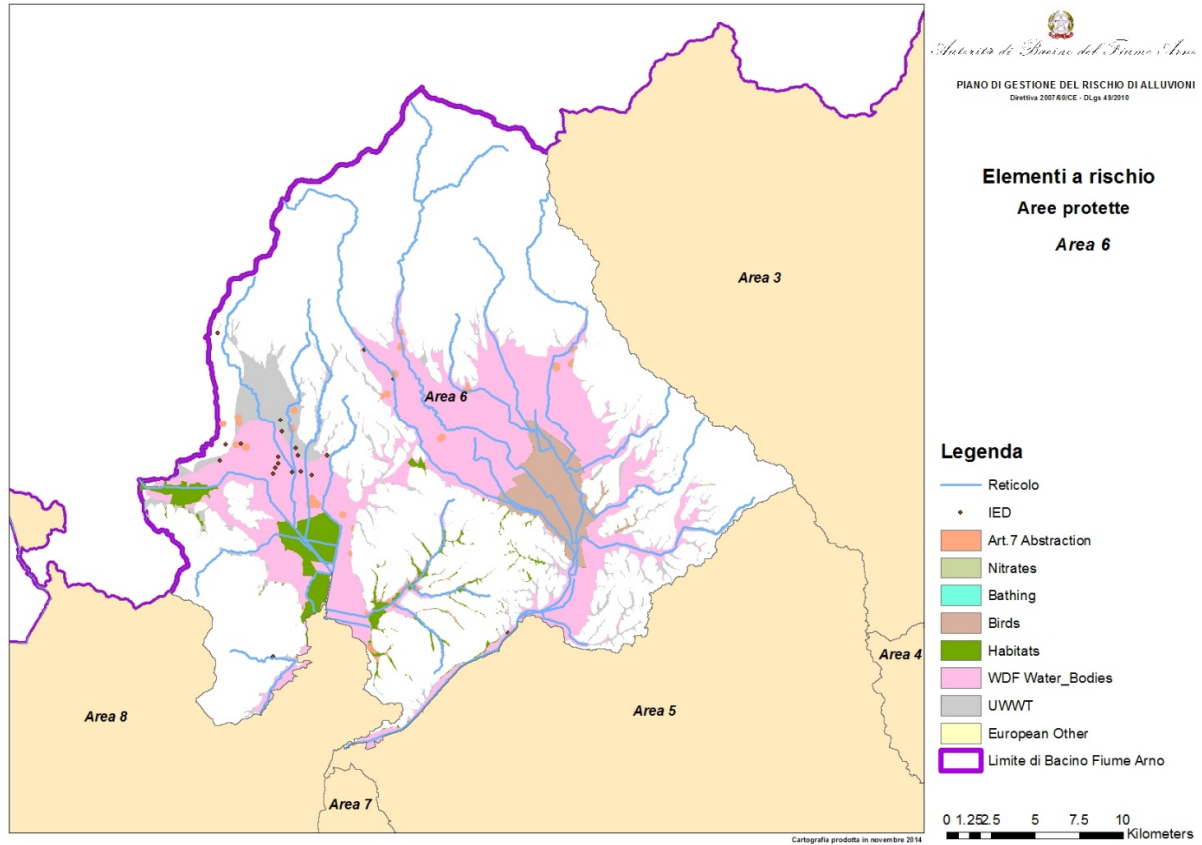 Autorità di Bacino del Fiume Arno
PIANO DI GESTIONE DEL RISCHIO DI ALLUVIONI
Direttiva 2007/60/CE - DLgs 49/2010
Elementi a rischio
Aree protette
Area 6
Area 3
Area 6
Area 4
Area 5
Area 8
Area 7
Legenda
Reticolo
IED
Art.7 Abstraction
Nitrates
Bathing
Birds
Habitats
WDF Water_Bodies
UWWT
European Other
Limite di Bacino Fiume Arno
0 1.252.5 5 7.5 10
Kilometers
Cartografia prodotta in novembre 2014